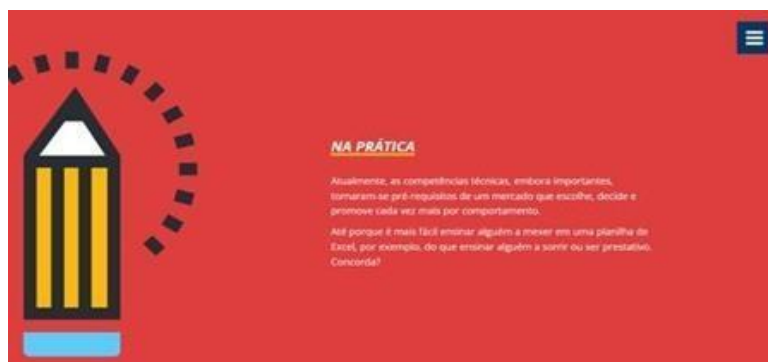 NA PRÁTICA
Atualmente, as competências técnicas, embora importantes,
tornaram-se pré-requisitos de um mercado que escolhe, decide e
promove cada vez mais por comportamento.
Até porque é mais fácil ensinar alguém a mexer em uma planilha de
Excel, por exemplo, do que ensinar alguém a sorrir ou ser prestativo.
Concorda?